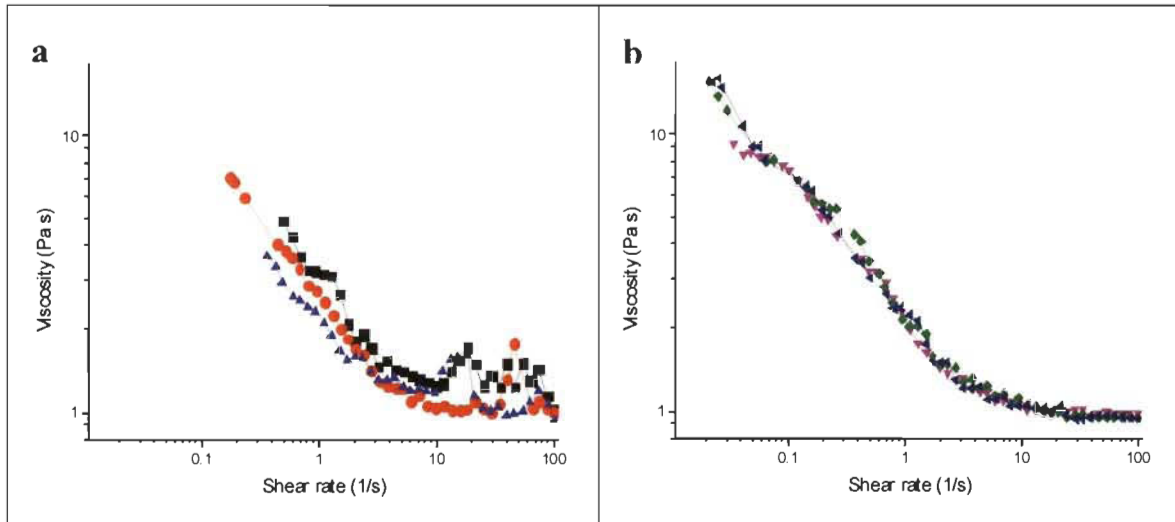 a
10
1
Viscosity (Pa s)
0.1 1 10 100
Shear rate (1/s)
b
10
1
Viscosity (Pa s)
0.1 1 10 100
Shear rate (1/s)